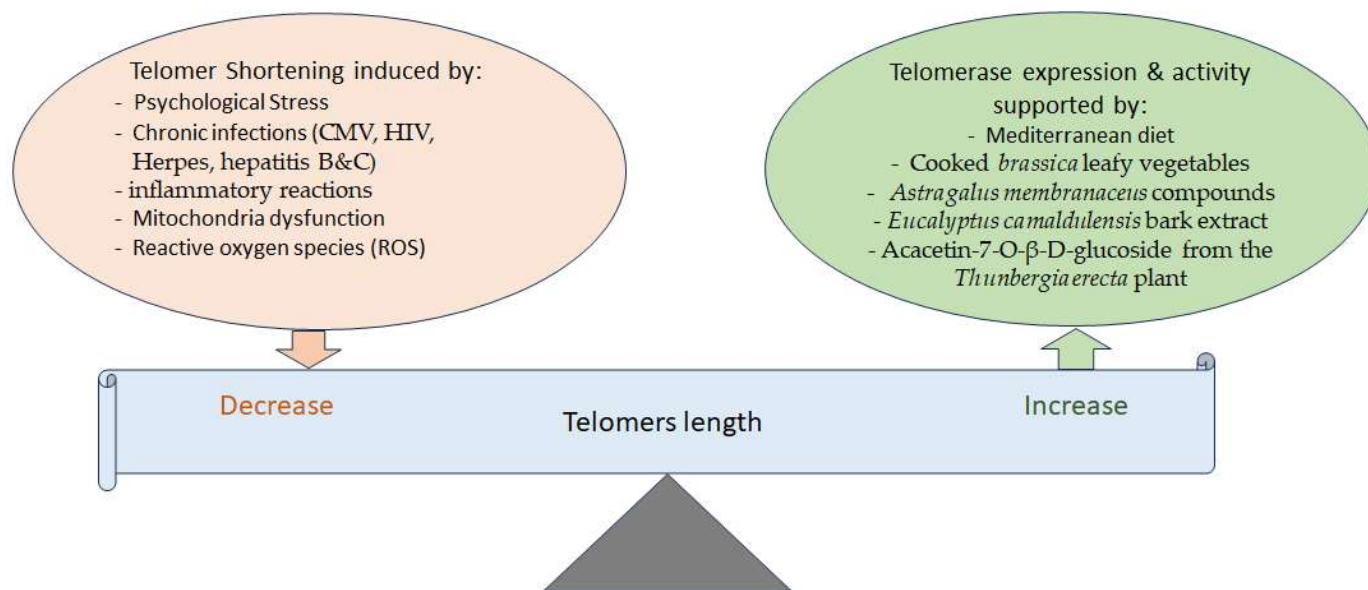 Telomer Shortening induced by:
- Psychological Stress
- Chronic infections (CMV, HIV,
Herpes, hepatitis B&C)
- inflammatory reactions
- Mitochondria dysfunction
- Reactive oxygen species (ROS)
Telomerase expression & activity
supported by:
- Mediterranean diet
- Cooked brassica leafy vegetables
- Astragalus membranaceus compounds
- Eucalyptus camaldulensis bark extract
- Acacetin-7-O-β-D-glucoside from the
Thunbergia erecta plant
Decrease
Telomers length
Increase